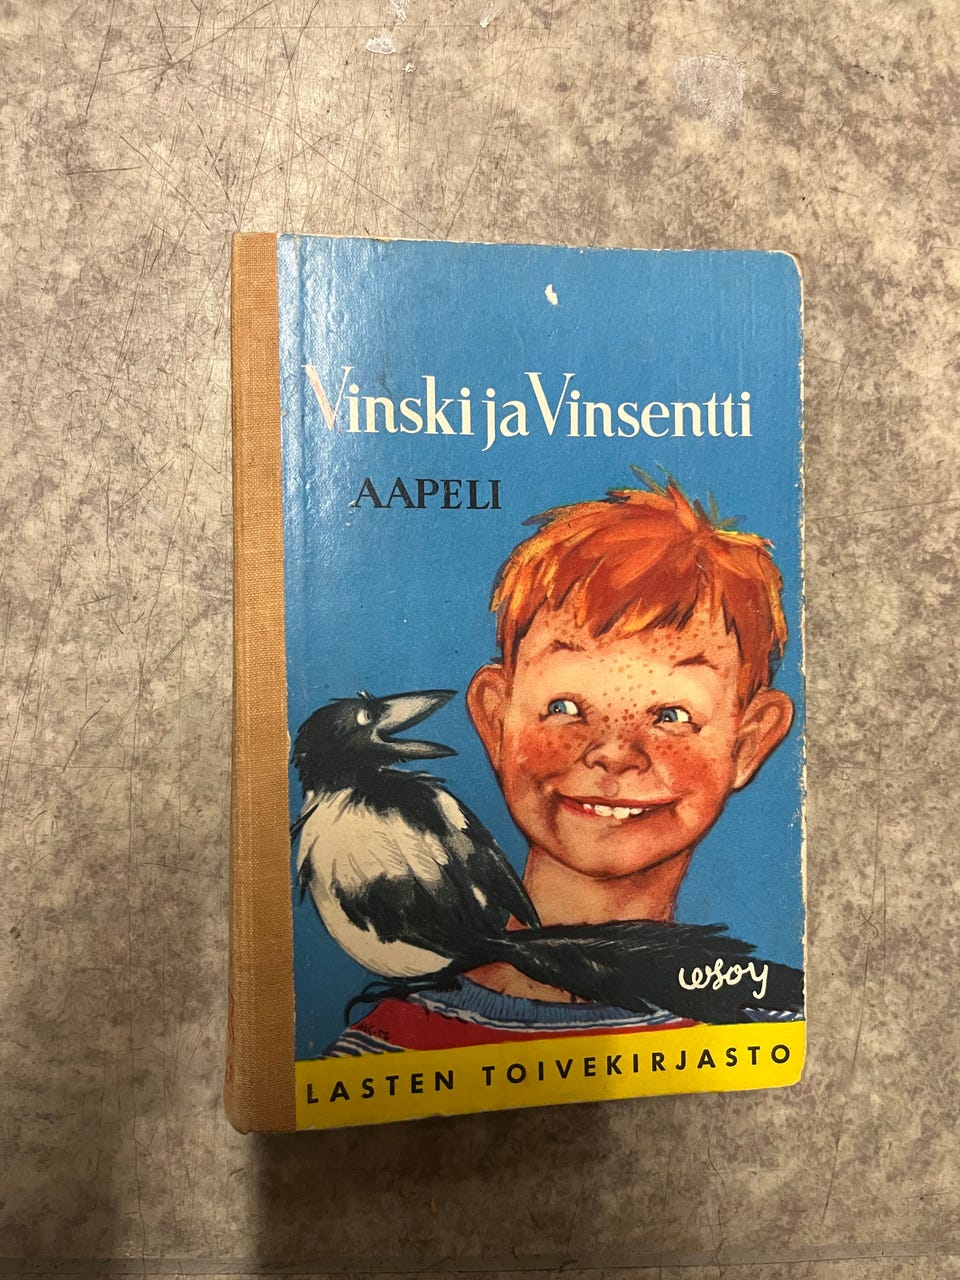 Vinski ja Vinsentti
AAPELI
wsoy
LASTEN TOIVEKIRJASTO